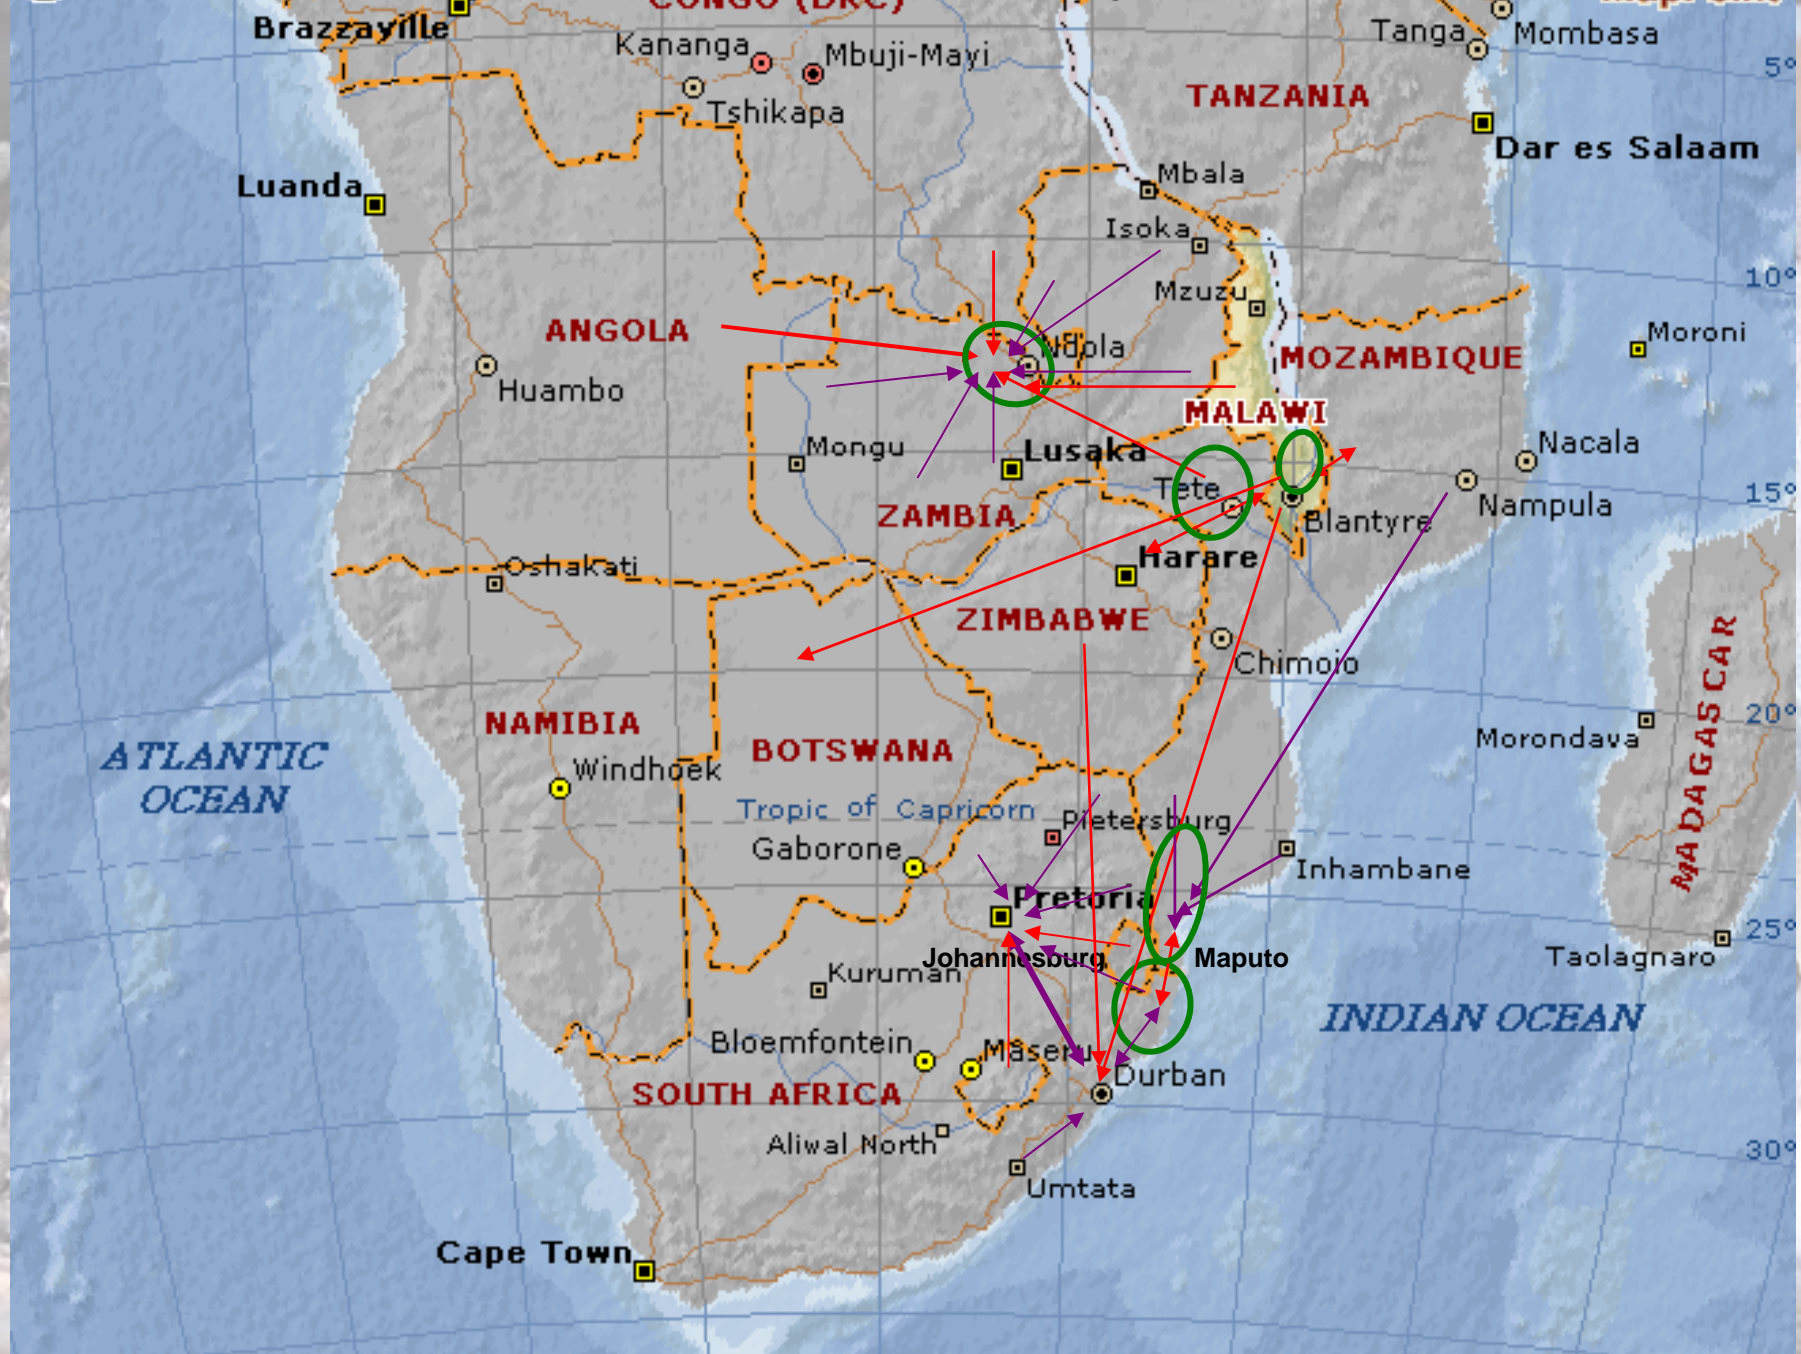 CONGO (DRC)
Brazzaville
Kananga
Mbuji-Mayi
Tanga
Mombasa
5°
TANZANIA
Tshikapa
Dar es Salaam
Luanda
Mbala
Isoka
10°
Mzuzu
ANGOLA
Ndola
Moroni
MOZAMBIQUE
Huambo
MALAWI
Mongu
Lusaka
Nacala
Tete
15°
ZAMBIA
Blantyre
Nampula
Harare
Oshakati
ZIMBABWE
Chimoio
NAMIBIA
20°
Morondava
MADAGASCAR
ATLANTIC
OCEAN
BOTSWANA
Windhoek
Tropic of Capricorn
Pietersburg
Gaborone
Inhambane
Pretoria
25°
Johannesburg
Maputo
Taolagnaro
Kuruman
INDIAN OCEAN
Bloemfontein
Maseru
Durban
SOUTH AFRICA
Aliwal North
30°
Umtata
Cape Town